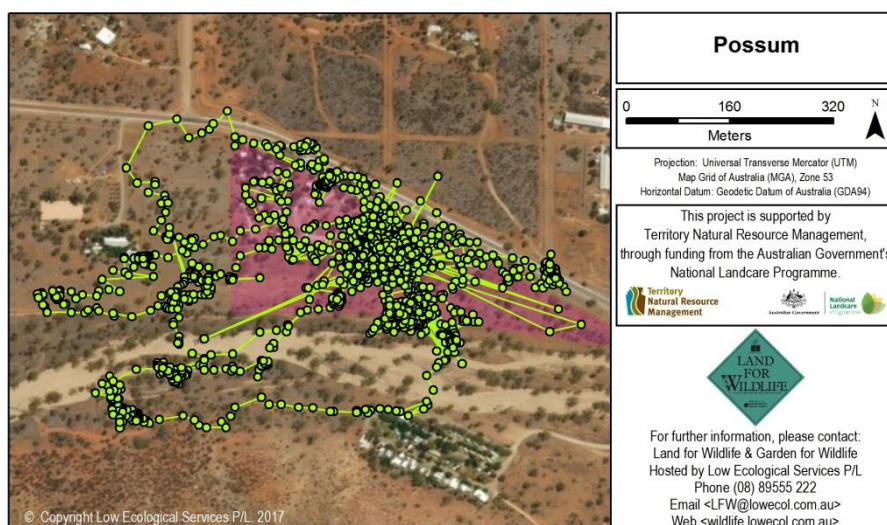 Possum
0 160 320
Meters
N
Projection: Universal Transverse Mercator (UTM)
Map Grid of Australia (MGA), Zone 53
Horizontal Datum: Geodetic Datum of Australia (GDA94)
This project is supported by
Territory Natural Resource Management,
through funding from the Australian Government's
National Landcare Programme.
Territory
Natural Resource
Management
Australian Government
National
Landcare
Programme
LAND
FOR
WILDLIFE
For further information, please contact:
Land for Wildlife & Garden for Wildlife
Hosted by Low Ecological Services P/L
Phone (08) 89555 222
Email <LFW@lowecol.com.au>
Web <wildlife.lowecol.com.au>
© Copyright Low Ecological Services P/L. 2017